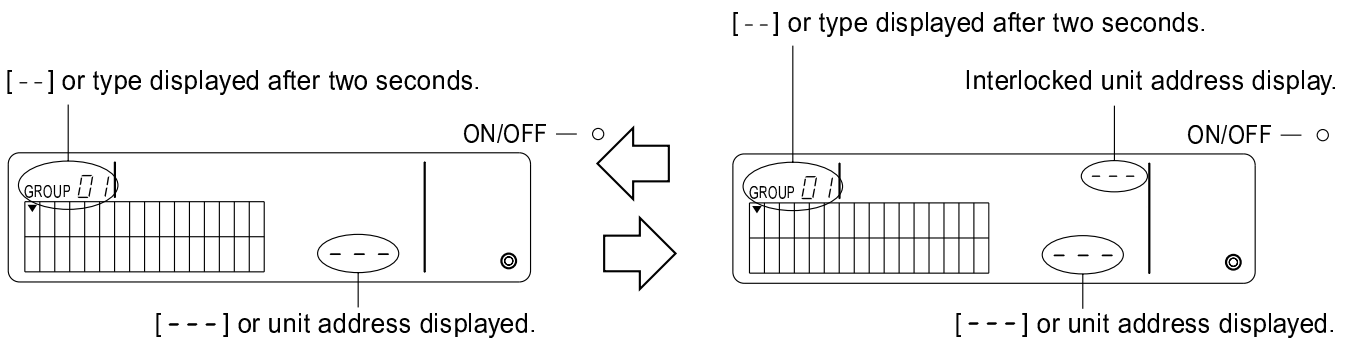 [--] or type displayed after two seconds.
ON/OFF
GROUP 01
---
[---] or unit address displayed.
[--] or type displayed after two seconds.
Interlocked unit address display.
ON/OFF
---
GROUP 01
---
[---] or unit address displayed.